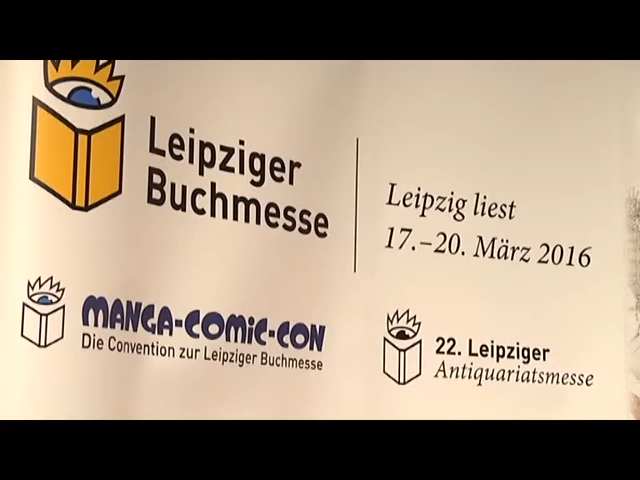 Leipziger
Buchmesse
Leipzig liest
17.–20. März 2016
MANGA-COMiC-CON
Die Convention zur Leipziger Buchmesse
22. Leipziger
Antiquariatsmesse